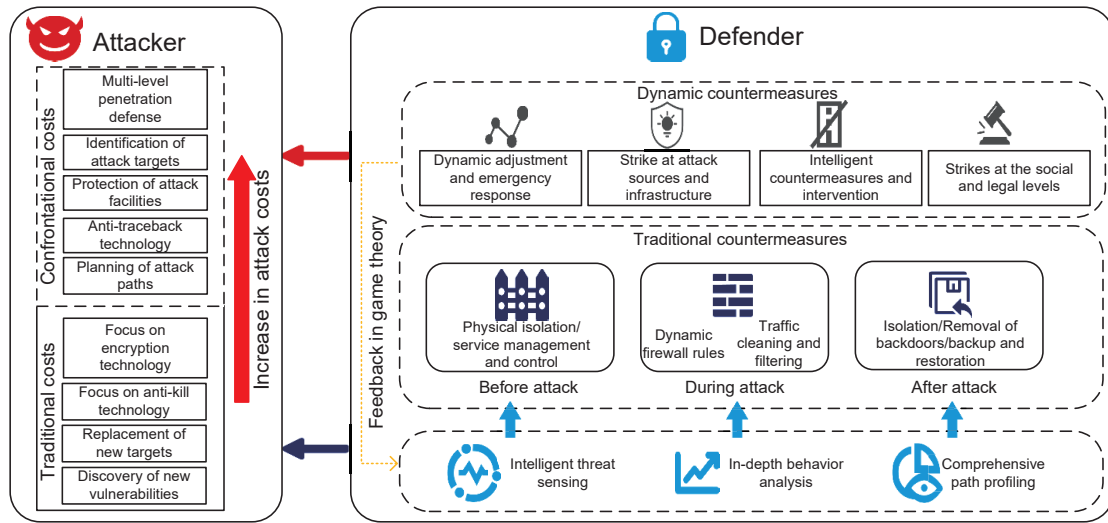 Attacker
Confrontational costs
Multi-level
penetration
defense
Identification of
attack targets
Protection of attack
facilities
Anti-traceback
technology
Planning of attack
paths
Traditional costs
Focus on
encryption
technology
Focus on anti-kill
technology
Replacement of
new targets
Discovery of new
vulnerabilities
Increase in attack costs
Defender
Feedback in game theory
Dynamic countermeasures
Dynamic adjustment
and emergency
response
Strike at attack
sources and
infrastructure
Intelligent
countermeasures and
intervention
Strikes at the social
and legal levels
Traditional countermeasures
Physical isolation/
service management
and control
Before attack
Dynamic
firewall rules
Traffic
cleaning and
filtering
During attack
Isolation/Removal of
backdoors/backup and
restoration
After attack
Intelligent threat
sensing
In-depth behavior
analysis
Comprehensive
path profiling